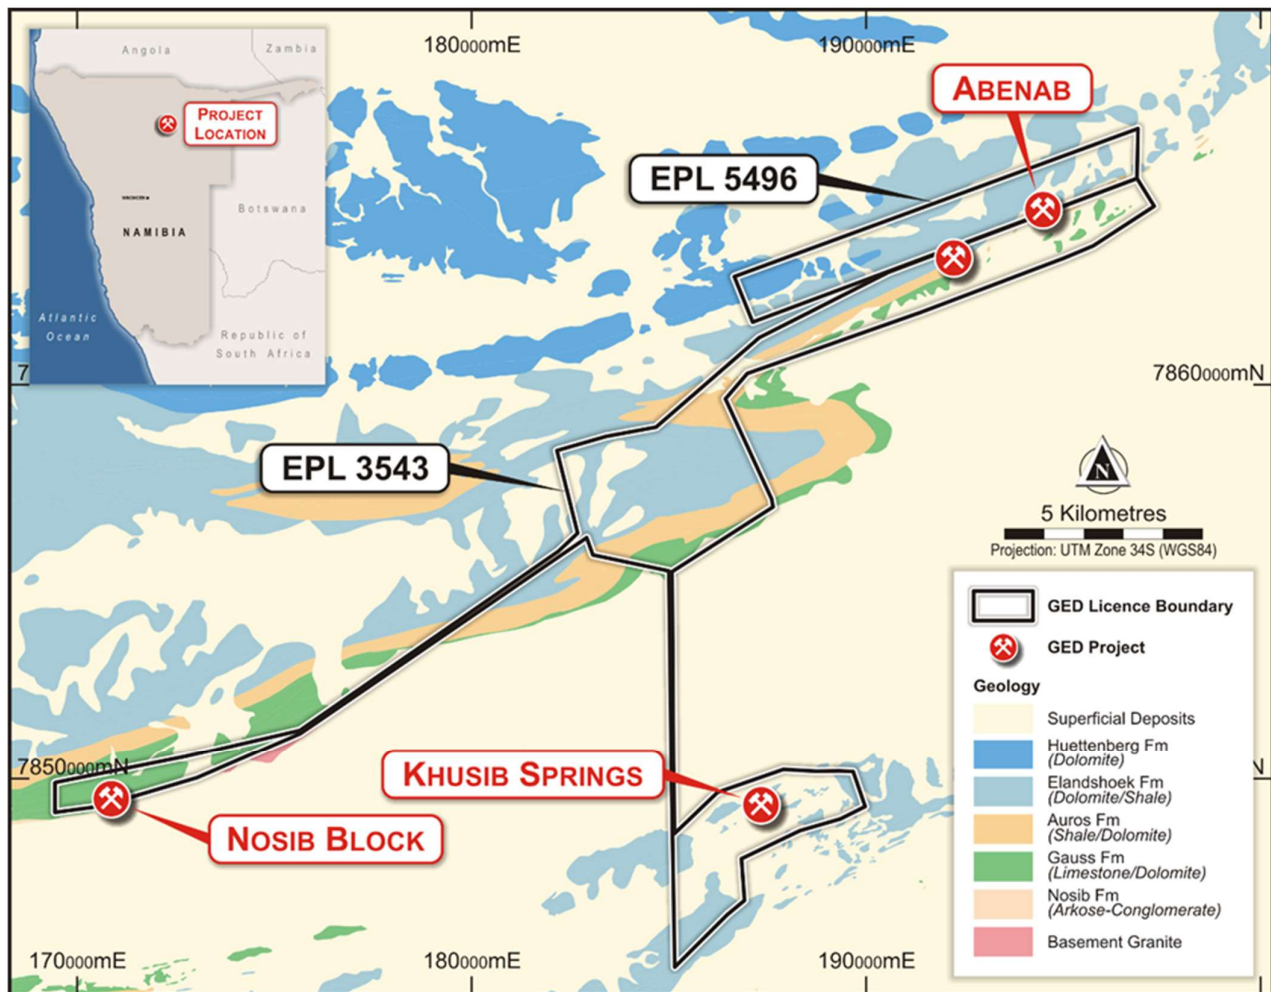 Angola
Zambia
PROJECT
LOCATION
NAMIBIA
Botswana
Atlantic
Ocean
Republic of
South Africa
180000mE
190000mE
ABENAB
EPL 5496
7860000mN
EPL 3543
N
5 Kilometres
Projection: UTM Zone 34S (WGS84)
GED Licence Boundary
GED Project
Geology
Superficial Deposits
Huettenberg Fm
(Dolomite)
Elandshoek Fm
(Dolomite/Shale)
Auros Fm
(Shale/Dolomite)
Gauss Fm
(Limestone/Dolomite)
Nosib Fm
(Arkose-Conglomerate)
Basement Granite
7850000mN
N
KHUSIB SPRINGS
NOSIB BLOCK
170000mE
180000mE
190000mE